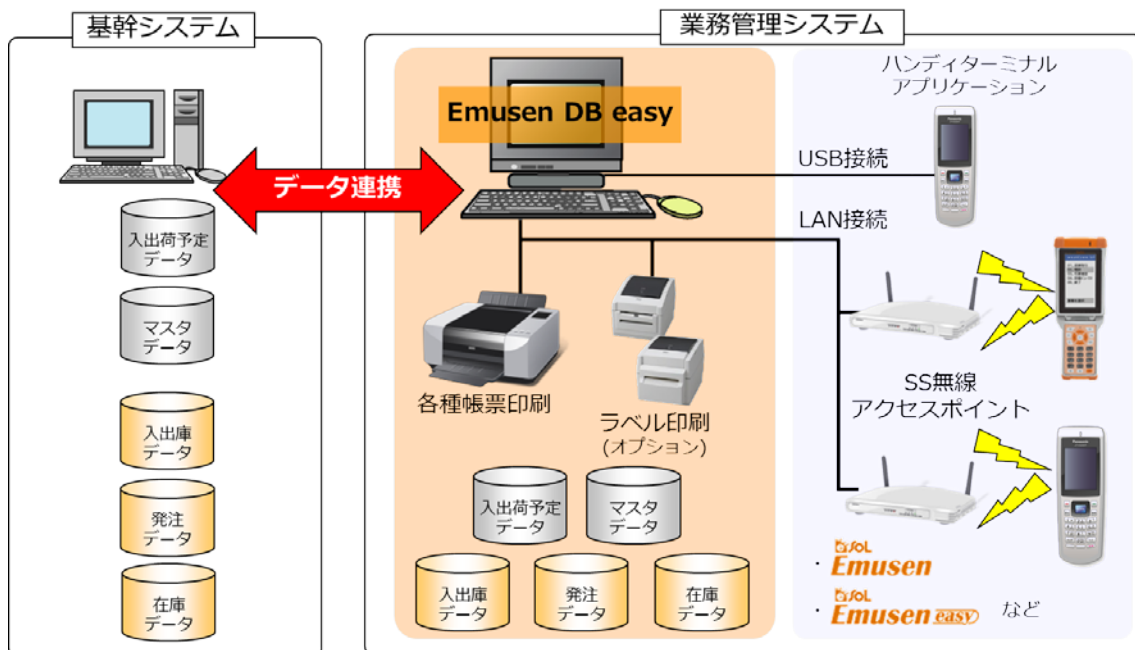 基幹システム
データ連携
入出荷予定
データ
マスタ
データ
入出庫
データ
発注
データ
在庫
データ
業務管理システム
Emusen DB easy
各種帳票印刷
ラベル印刷
(オプション)
入出荷予定
データ
マスタ
データ
入出庫
データ
発注
データ
在庫
データ
ハンディターミナル
アプリケーション
USB接続
LAN接続
SS無線
アクセスポイント
・SoL Emusen
・SoL Emusen easy など